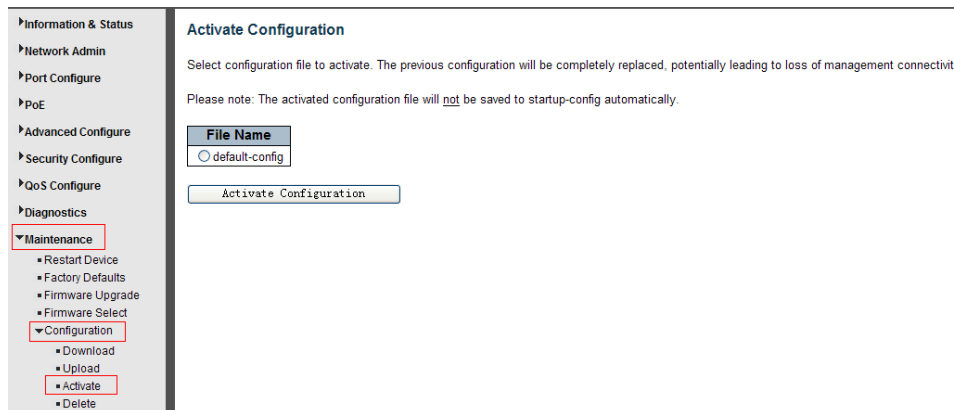 Information & Status
Network Admin
Port Configure
PoE
Advanced Configure
Security Configure
QoS Configure
Diagnostics
Maintenance
Restart Device
Factory Defaults
Firmware Upgrade
Firmware Select
Configuration
Download
Upload
Activate
Delete
Activate Configuration
Select configuration file to activate. The previous configuration will be completely replaced, potentially leading to loss of management connectivit
Please note: The activated configuration file will not be saved to startup-config automatically.
File Name
default-config
Activate Configuration